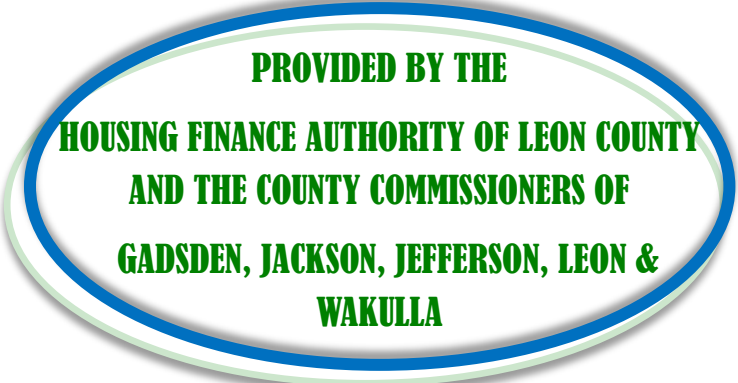 PROVIDED BY THE
HOUSING FINANCE AUTHORITY OF LEON COUNTY
AND THE COUNTY COMMISSIONERS OF
GADSDEN, JACKSON, JEFFERSON, LEON &
WAKULLA